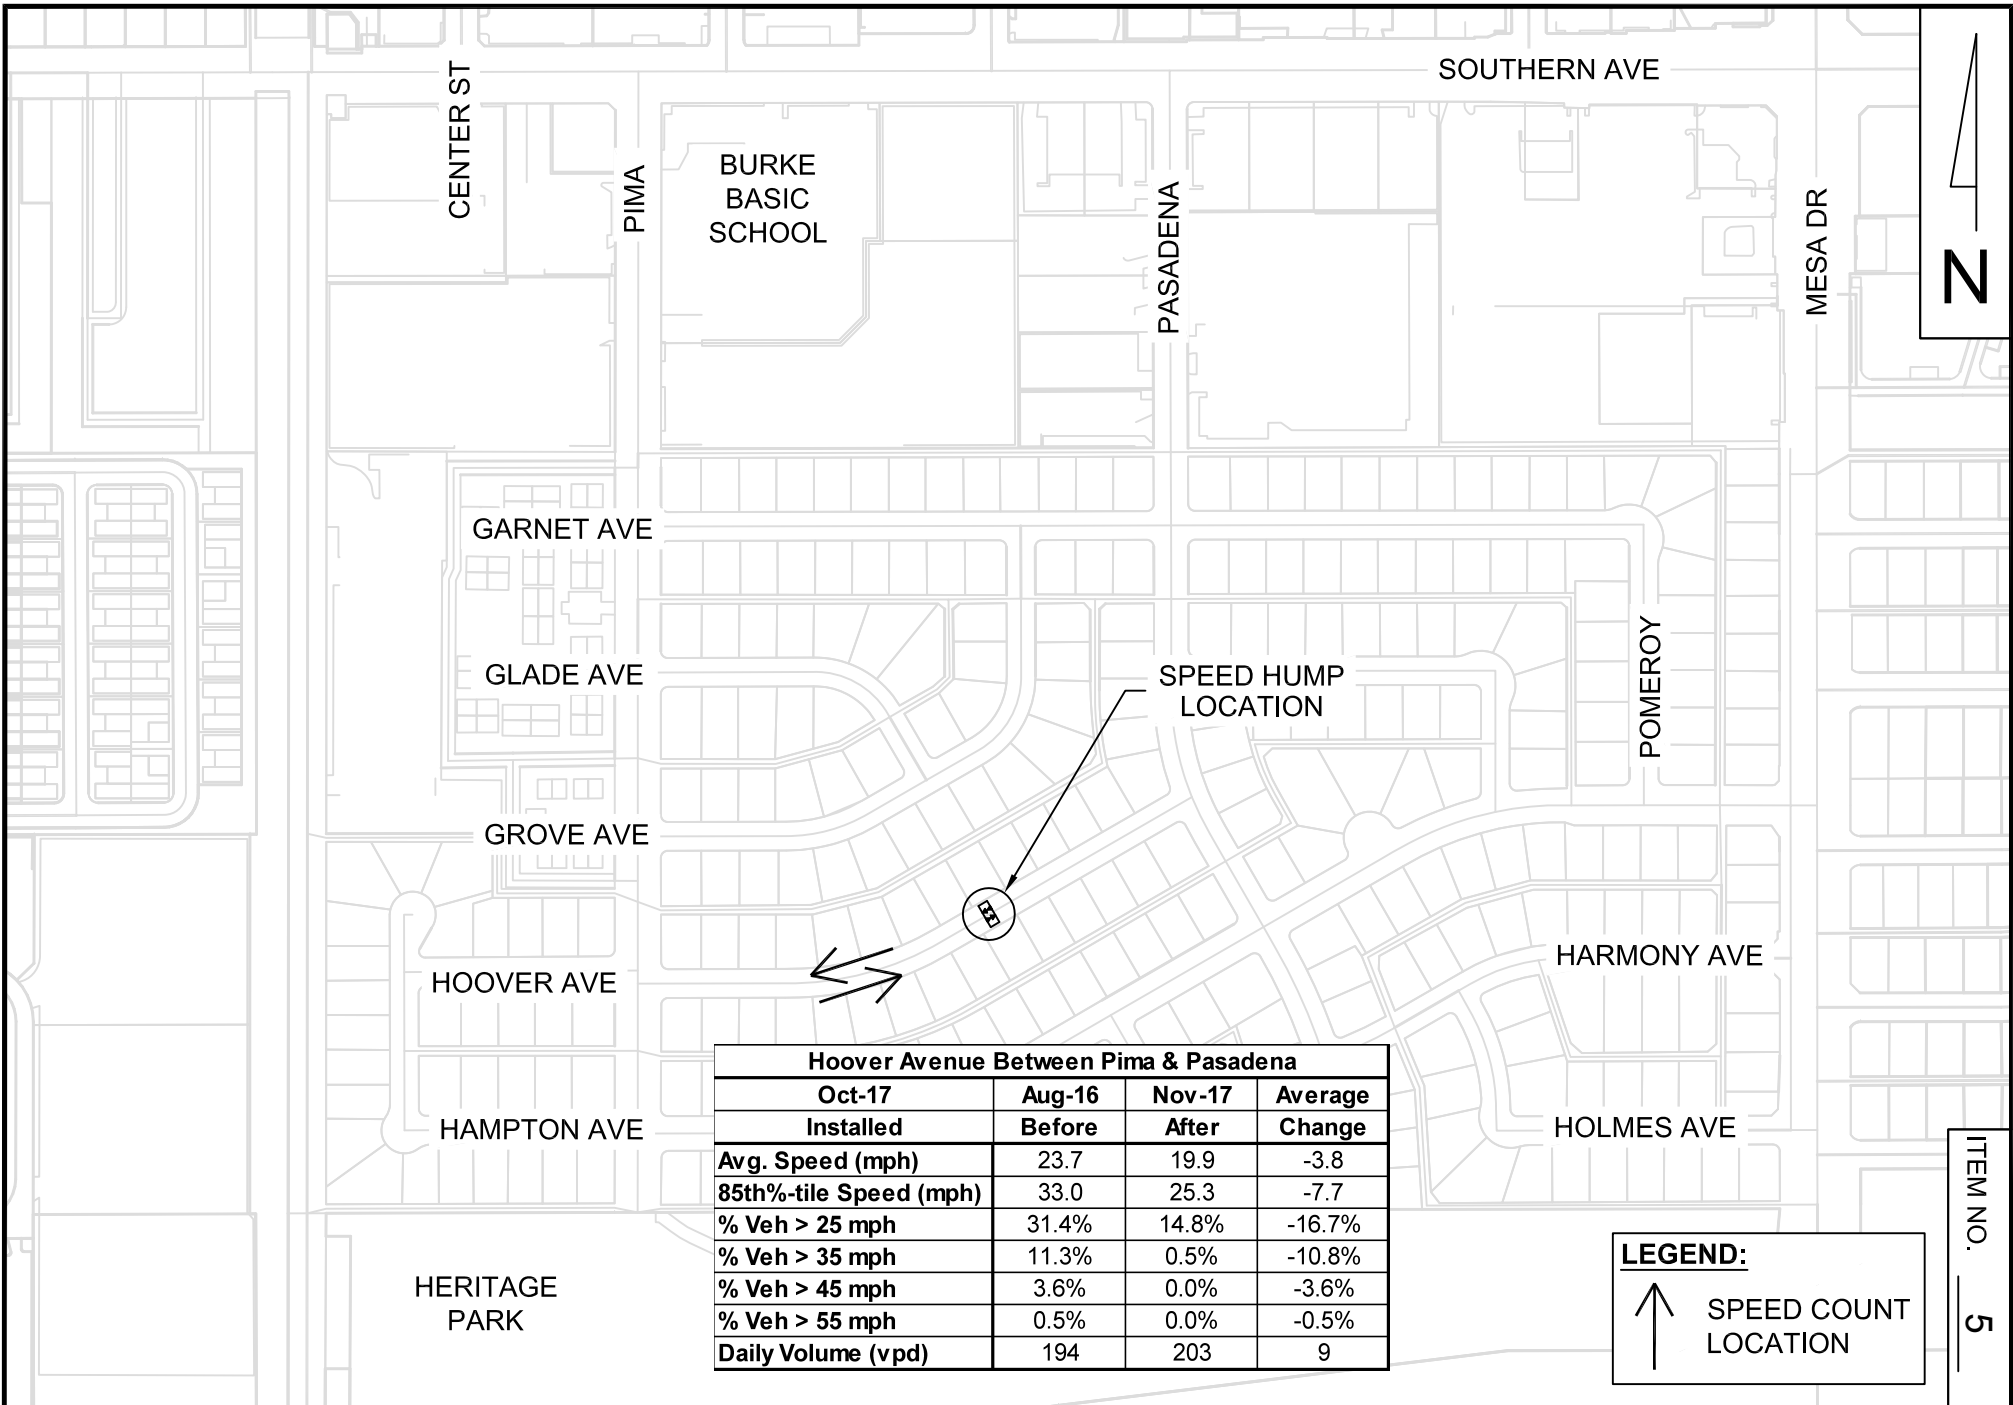 SOUTHERN AVE
CENTER ST
PIMA
BURKE
BASIC
SCHOOL
PASADENA
MESA DR
N
GARNET AVE
GLADE AVE
SPEED HUMP
LOCATION
POMEROY
GROVE AVE
HOOVER AVE
HARMONY AVE
HAMPTON AVE
HOLMES AVE
Hoover Avenue Between Pima & Pasadena
Oct-17 Aug-16 Nov-17 Average
Installed Before After Change
Avg. Speed (mph) 23.7 19.9 -3.8
85th%-tile Speed (mph) 33.0 25.3 -7.7
% Veh > 25 mph 31.4% 14.8% -16.7%
% Veh > 35 mph 11.3% 0.5% -10.8%
% Veh > 45 mph 3.6% 0.0% -3.6%
% Veh > 55 mph 0.5% 0.0% -0.5%
Daily Volume (vpd) 194 203 9
HERITAGE
PARK
LEGEND:
SPEED COUNT
LOCATION
ITEM NO. 5